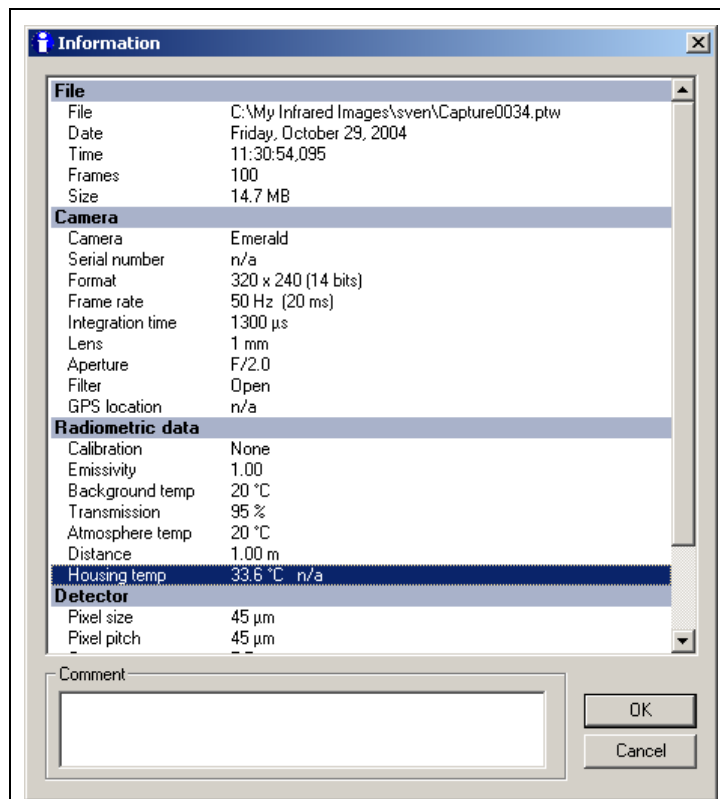 Information
File
File C:\My Infrared Images\sven\Capture0034.ptw
Date Friday, October 29, 2004
Time 11:30:54,095
Frames 100
Size 14.7 MB
Camera
Camera Emerald
Serial number n/a
Format 320 x 240 (14 bits)
Frame rate 50 Hz (20 ms)
Integration time 1300 µs
Lens 1 mm
Aperture F/2.0
Filter Open
GPS location n/a
Radiometric data
Calibration None
Emissivity 1.00
Background temp 20 °C
Transmission 95 %
Atmosphere temp 20 °C
Distance 1.00 m
Housing temp 33.6 °C n/a
Detector
Pixel size 45 µm
Pixel pitch 45 µm
Comment
OK
Cancel